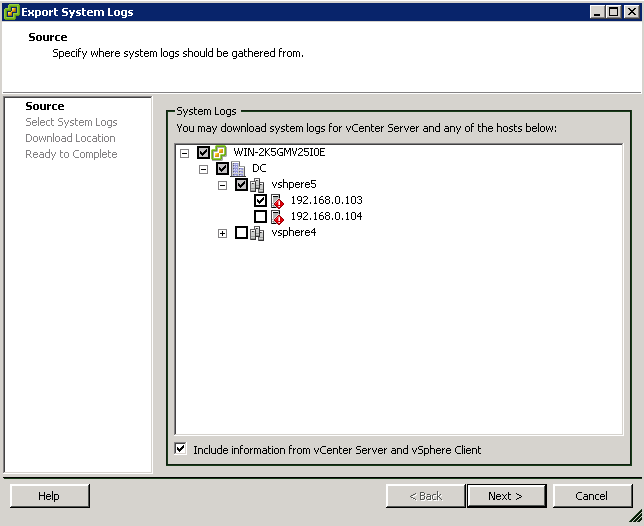 Export System Logs
Source
Specify where system logs should be gathered from.
Source
Select System Logs
Download Location
Ready to Complete
System Logs
You may download system logs for vCenter Server and any of the hosts below:
WIN-2K5GMV25I0E
DC
vshpere5
192.168.0.103
192.168.0.104
vsphere4
Include information from vCenter Server and vSphere Client
Help
< Back
Next >
Cancel